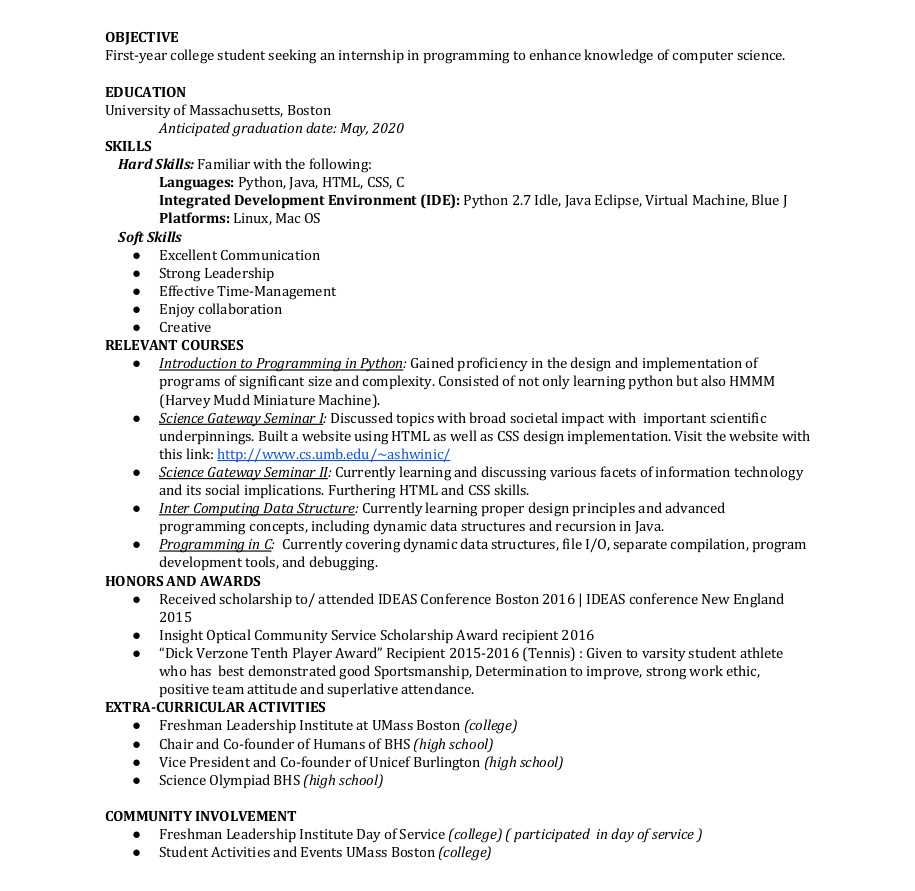 OBJECTIVE
First-year college student seeking an internship in programming to enhance knowledge of computer science.
EDUCATION
University of Massachusetts, Boston
Anticipated graduation date: May, 2020
SKILLS
Hard Skills: Familiar with the following:
Languages: Python, Java, HTML, CSS, C
Integrated Development Environment (IDE): Python 2.7 Idle, Java Eclipse, Virtual Machine, Blue J
Platforms: Linux, Mac OS
Soft Skills
● Excellent Communication
● Strong Leadership
● Effective Time-Management
● Enjoy collaboration
● Creative
RELEVANT COURSES
● Introduction to Programming in Python: Gained proficiency in the design and implementation of
programs of significant size and complexity. Consisted of not only learning python but also HMMM
(Harvey Mudd Miniature Machine).
● Science Gateway Seminar I: Discussed topics with broad societal impact with  important scientific
underpinnings. Built a website using HTML as well as CSS design implementation. Visit the website with
this link: http://www.cs.umb.edu/~ashwinic/
● Science Gateway Seminar II: Currently learning and discussing various facets of information technology
and its social implications. Furthering HTML and CSS skills.
● Inter Computing Data Structure: Currently learning proper design principles and advanced
programming concepts, including dynamic data structures and recursion in Java.
● Programming in C:  Currently covering dynamic data structures, file I/O, separate compilation, program
development tools, and debugging.
HONORS AND AWARDS
● Received scholarship to/ attended IDEAS Conference Boston 2016 | IDEAS conference New England
2015
● Insight Optical Community Service Scholarship Award recipient 2016
● “Dick Verzone Tenth Player Award” Recipient 2015-2016 (Tennis) : Given to varsity student athlete
who has  best demonstrated good Sportsmanship, Determination to improve, strong work ethic,
positive team attitude and superlative attendance.
EXTRA-CURRICULAR ACTIVITIES
● Freshman Leadership Institute at UMass Boston (college)
● Chair and Co-founder of Humans of BHS (high school)
● Vice President and Co-founder of Unicef Burlington (high school)
● Science Olympiad BHS (high school)
COMMUNITY INVOLVEMENT
● Freshman Leadership Institute Day of Service (college) ( participated  in day of service )
● Student Activities and Events UMass Boston (college)